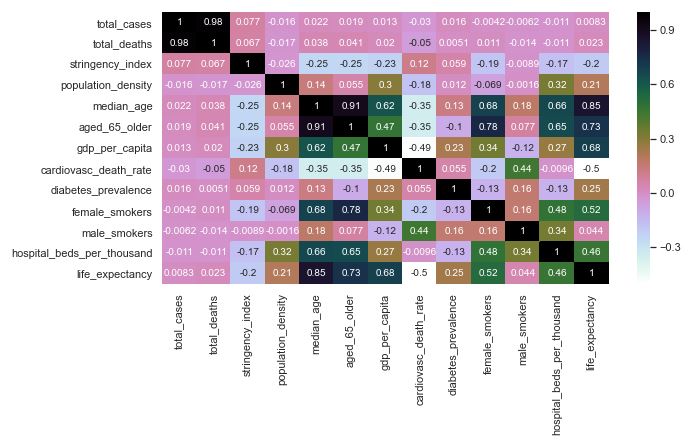 total_cases 1 0.98 0.077 -0.016 0.022 0.019 0.013 -0.03 0.016 -0.0042 -0.0062 -0.011 0.0083
total_deaths 0.98 1 0.067 -0.017 0.038 0.041 0.02 -0.05 0.0051 0.011 -0.014 -0.011 0.023
stringency_index 0.077 0.067 1 -0.026 -0.25 -0.25 -0.23 0.12 0.059 -0.19 -0.0089 -0.17 -0.2
population_density -0.016 -0.017 -0.026 1 0.14 0.055 0.3 -0.18 0.012 -0.069 -0.0016 0.32 0.21
median_age 0.022 0.038 -0.25 0.14 1 0.91 0.62 -0.35 0.13 0.68 0.18 0.66 0.85
aged_65_older 0.019 0.041 -0.25 0.055 0.91 1 0.47 -0.35 -0.1 0.78 0.077 0.65 0.73
gdp_per_capita 0.013 0.02 -0.23 0.3 0.62 0.47 1 -0.49 0.23 0.34 -0.12 0.27 0.68
cardiovasc_death_rate -0.03 -0.05 0.12 -0.18 -0.35 -0.35 -0.49 1 0.055 -0.2 0.44 -0.0096 -0.5
diabetes_prevalence 0.016 0.0051 0.059 0.012 0.13 -0.1 0.23 0.055 1 -0.13 0.16 -0.13 0.25
female_smokers -0.0042 0.011 -0.19 -0.069 0.68 0.78 0.34 -0.2 -0.13 1 0.16 0.48 0.52
male_smokers -0.0062 -0.014 -0.0089 -0.0016 0.18 0.077 -0.12 0.44 0.16 0.16 1 0.34 0.044
hospital_beds_per_thousand -0.011 -0.011 -0.17 0.32 0.66 0.65 0.27 -0.0096 -0.13 0.48 0.34 1 0.46
life_expectancy 0.0083 0.023 -0.2 0.21 0.85 0.73 0.68 -0.5 0.25 0.52 0.044 0.46 1
total_cases
total_deaths
stringency_index
population_density
median_age
aged_65_older
gdp_per_capita
cardiovasc_death_rate
diabetes_prevalence
female_smokers
male_smokers
hospital_beds_per_thousand
life_expectancy
0.9
0.6
0.3
0.0
−0.3